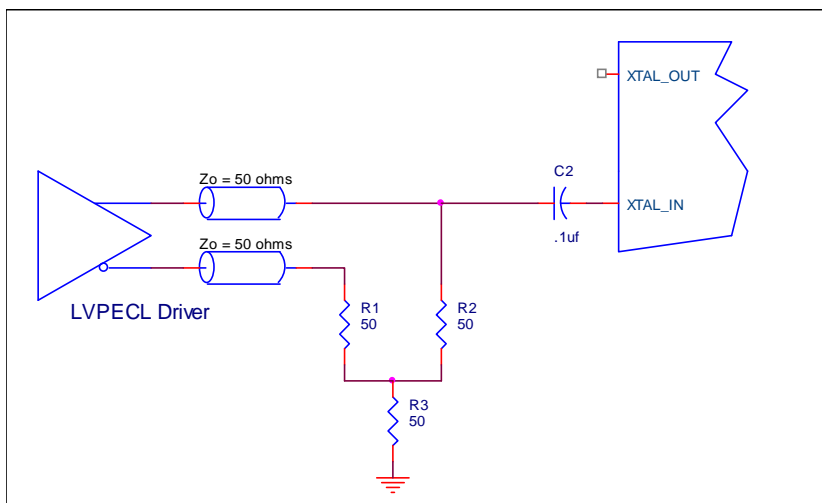 XTAL_OUT
Zo = 50 ohms
C2
XTAL_IN
.1uf
Zo = 50 ohms
LVPECL Driver
R1
50
R2
50
R3
50